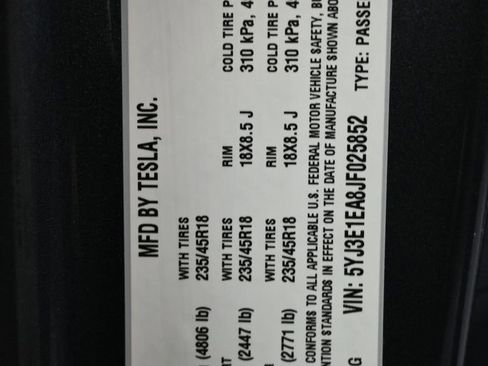 MFD BY TESLA, INC.
WITH TIRES
(4806 lb) 235/45R18
WITH TIRES RIM COLD TIRE P
(2447 lb) 235/45R18 18X8.5 J 310 kPa, 4
WITH TIRES RIM COLD TIRE P
(2771 lb) 235/45R18 18X8.5 J 310 kPa, 4
CONFORMS TO ALL APPLICABLE U.S. FEDERAL MOTOR VEHICLE SAFETY, B
NTION STANDARDS IN EFFECT ON THE DATE OF MANUFACTURE SHOWN ABO
G VIN: 5YJ3E1EA8JF025852 TYPE: PASSE